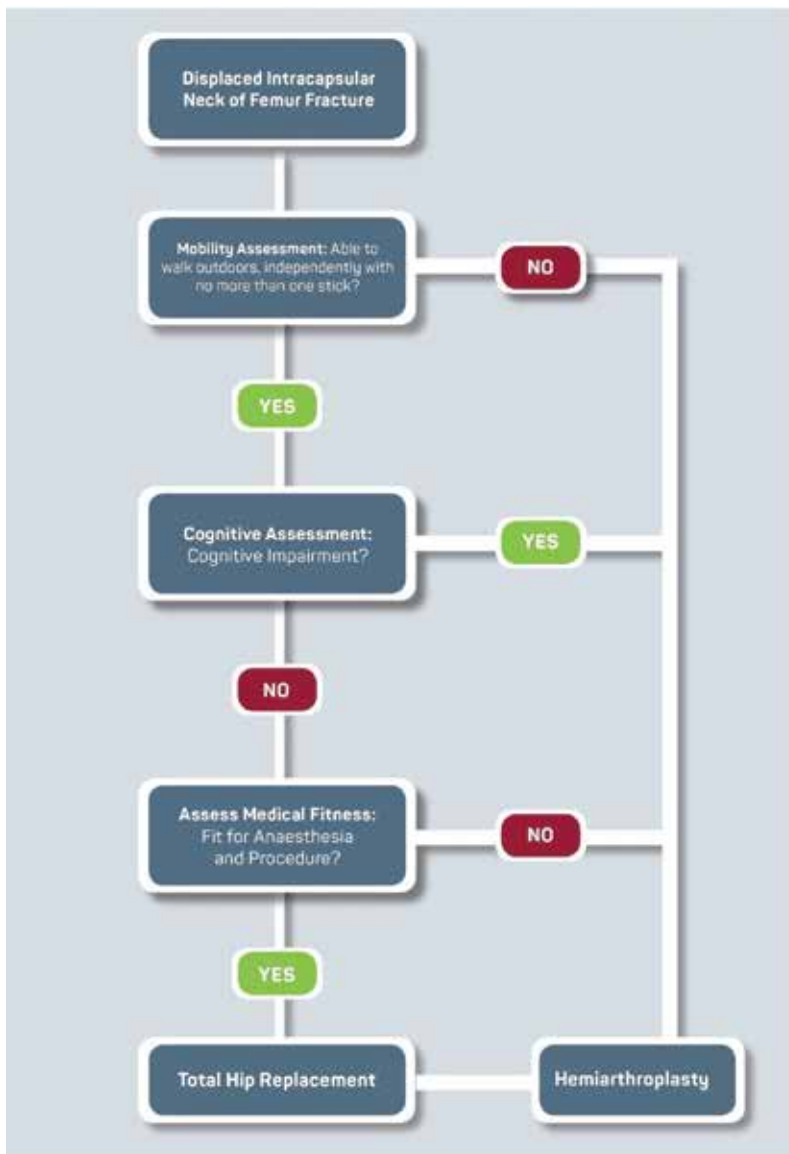 Displaced Intracapsular
Neck of Femur Fracture
Mobility Assessment: Able to
walk outdoors, independently with
no more than one stick?
NO
YES
Cognitive Assessment:
Cognitive Impairment?
YES
NO
Assess Medical Fitness:
Fit for Anaesthesia
and Procedure?
NO
YES
Total Hip Replacement
Hemiarthroplasty